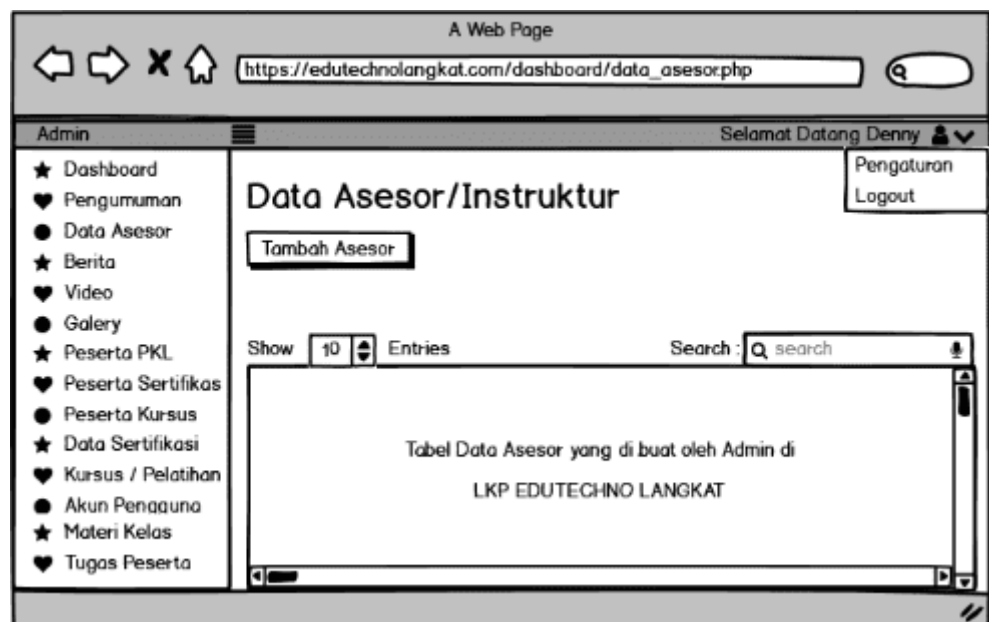 A Web Page
https://edutechnolangkat.com/dashboard/data_asesor.php
Admin
Selamat Datang Denny
Pengaturan
Logout
Dashboard
Pengumuman
Data Asesor
Berita
Video
Galery
Peserta PKL
Peserta Sertifikas
Peserta Kursus
Data Sertifikasi
Kursus / Pelatihan
Akun Pengguna
Materi Kelas
Tugas Peserta
Data Asesor/Instruktur
Tambah Asesor
Show 10 Entries
Search : search
Tabel Data Asesor yang di buat oleh Admin di
LKP EDUTECHNO LANGKAT